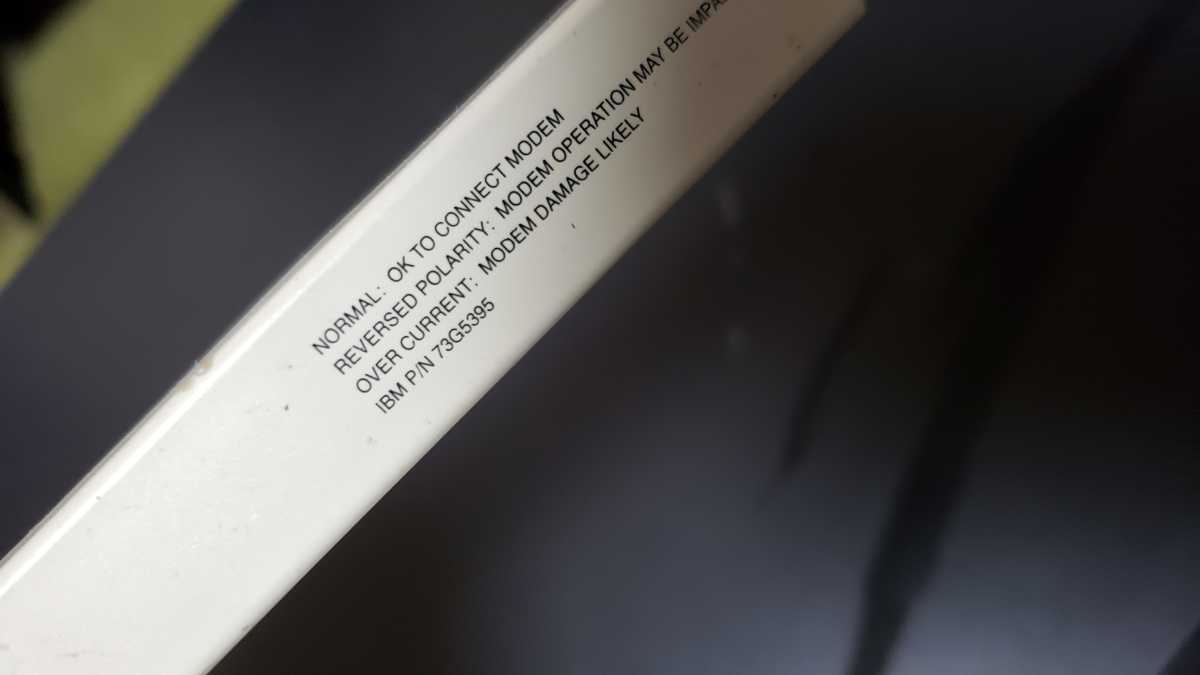 NORMAL: OK TO CONNECT MODEM
REVERSED POLARITY: MODEM OPERATION MAY BE
OVER CURRENT: MODEM DAMAGE LIKELY
IBM P/N 73G5395